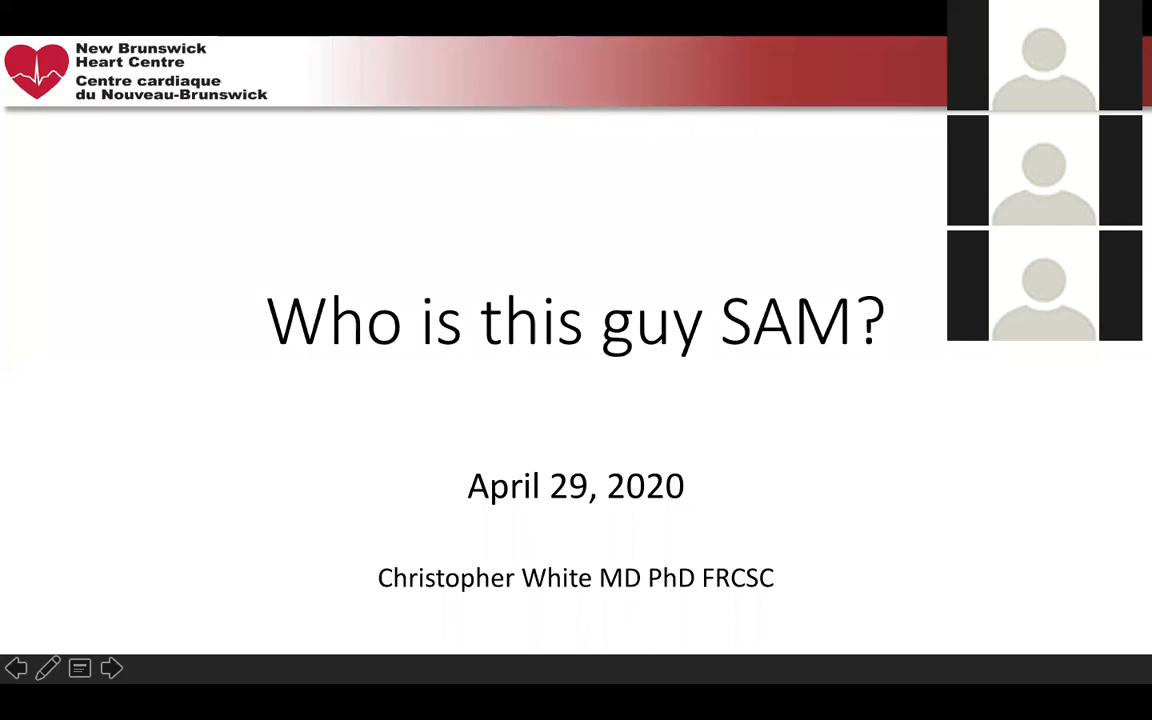 New Brunswick
Heart Centre
Centre cardiaque
du Nouveau-Brunswick
Who is this guy SAM?
April 29, 2020
Christopher White MD PhD FRCSC